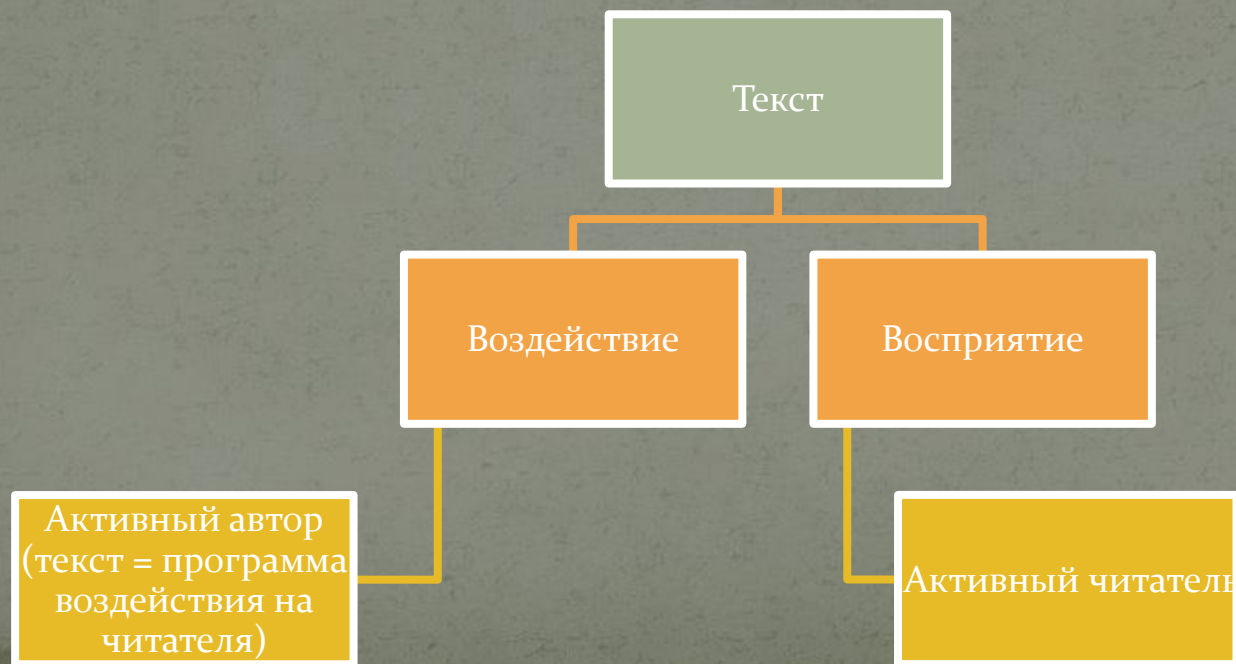 Текст
Воздействие
Восприятие
Активный автор
(текст = программа
воздействия на
читателя)
Активный читатель